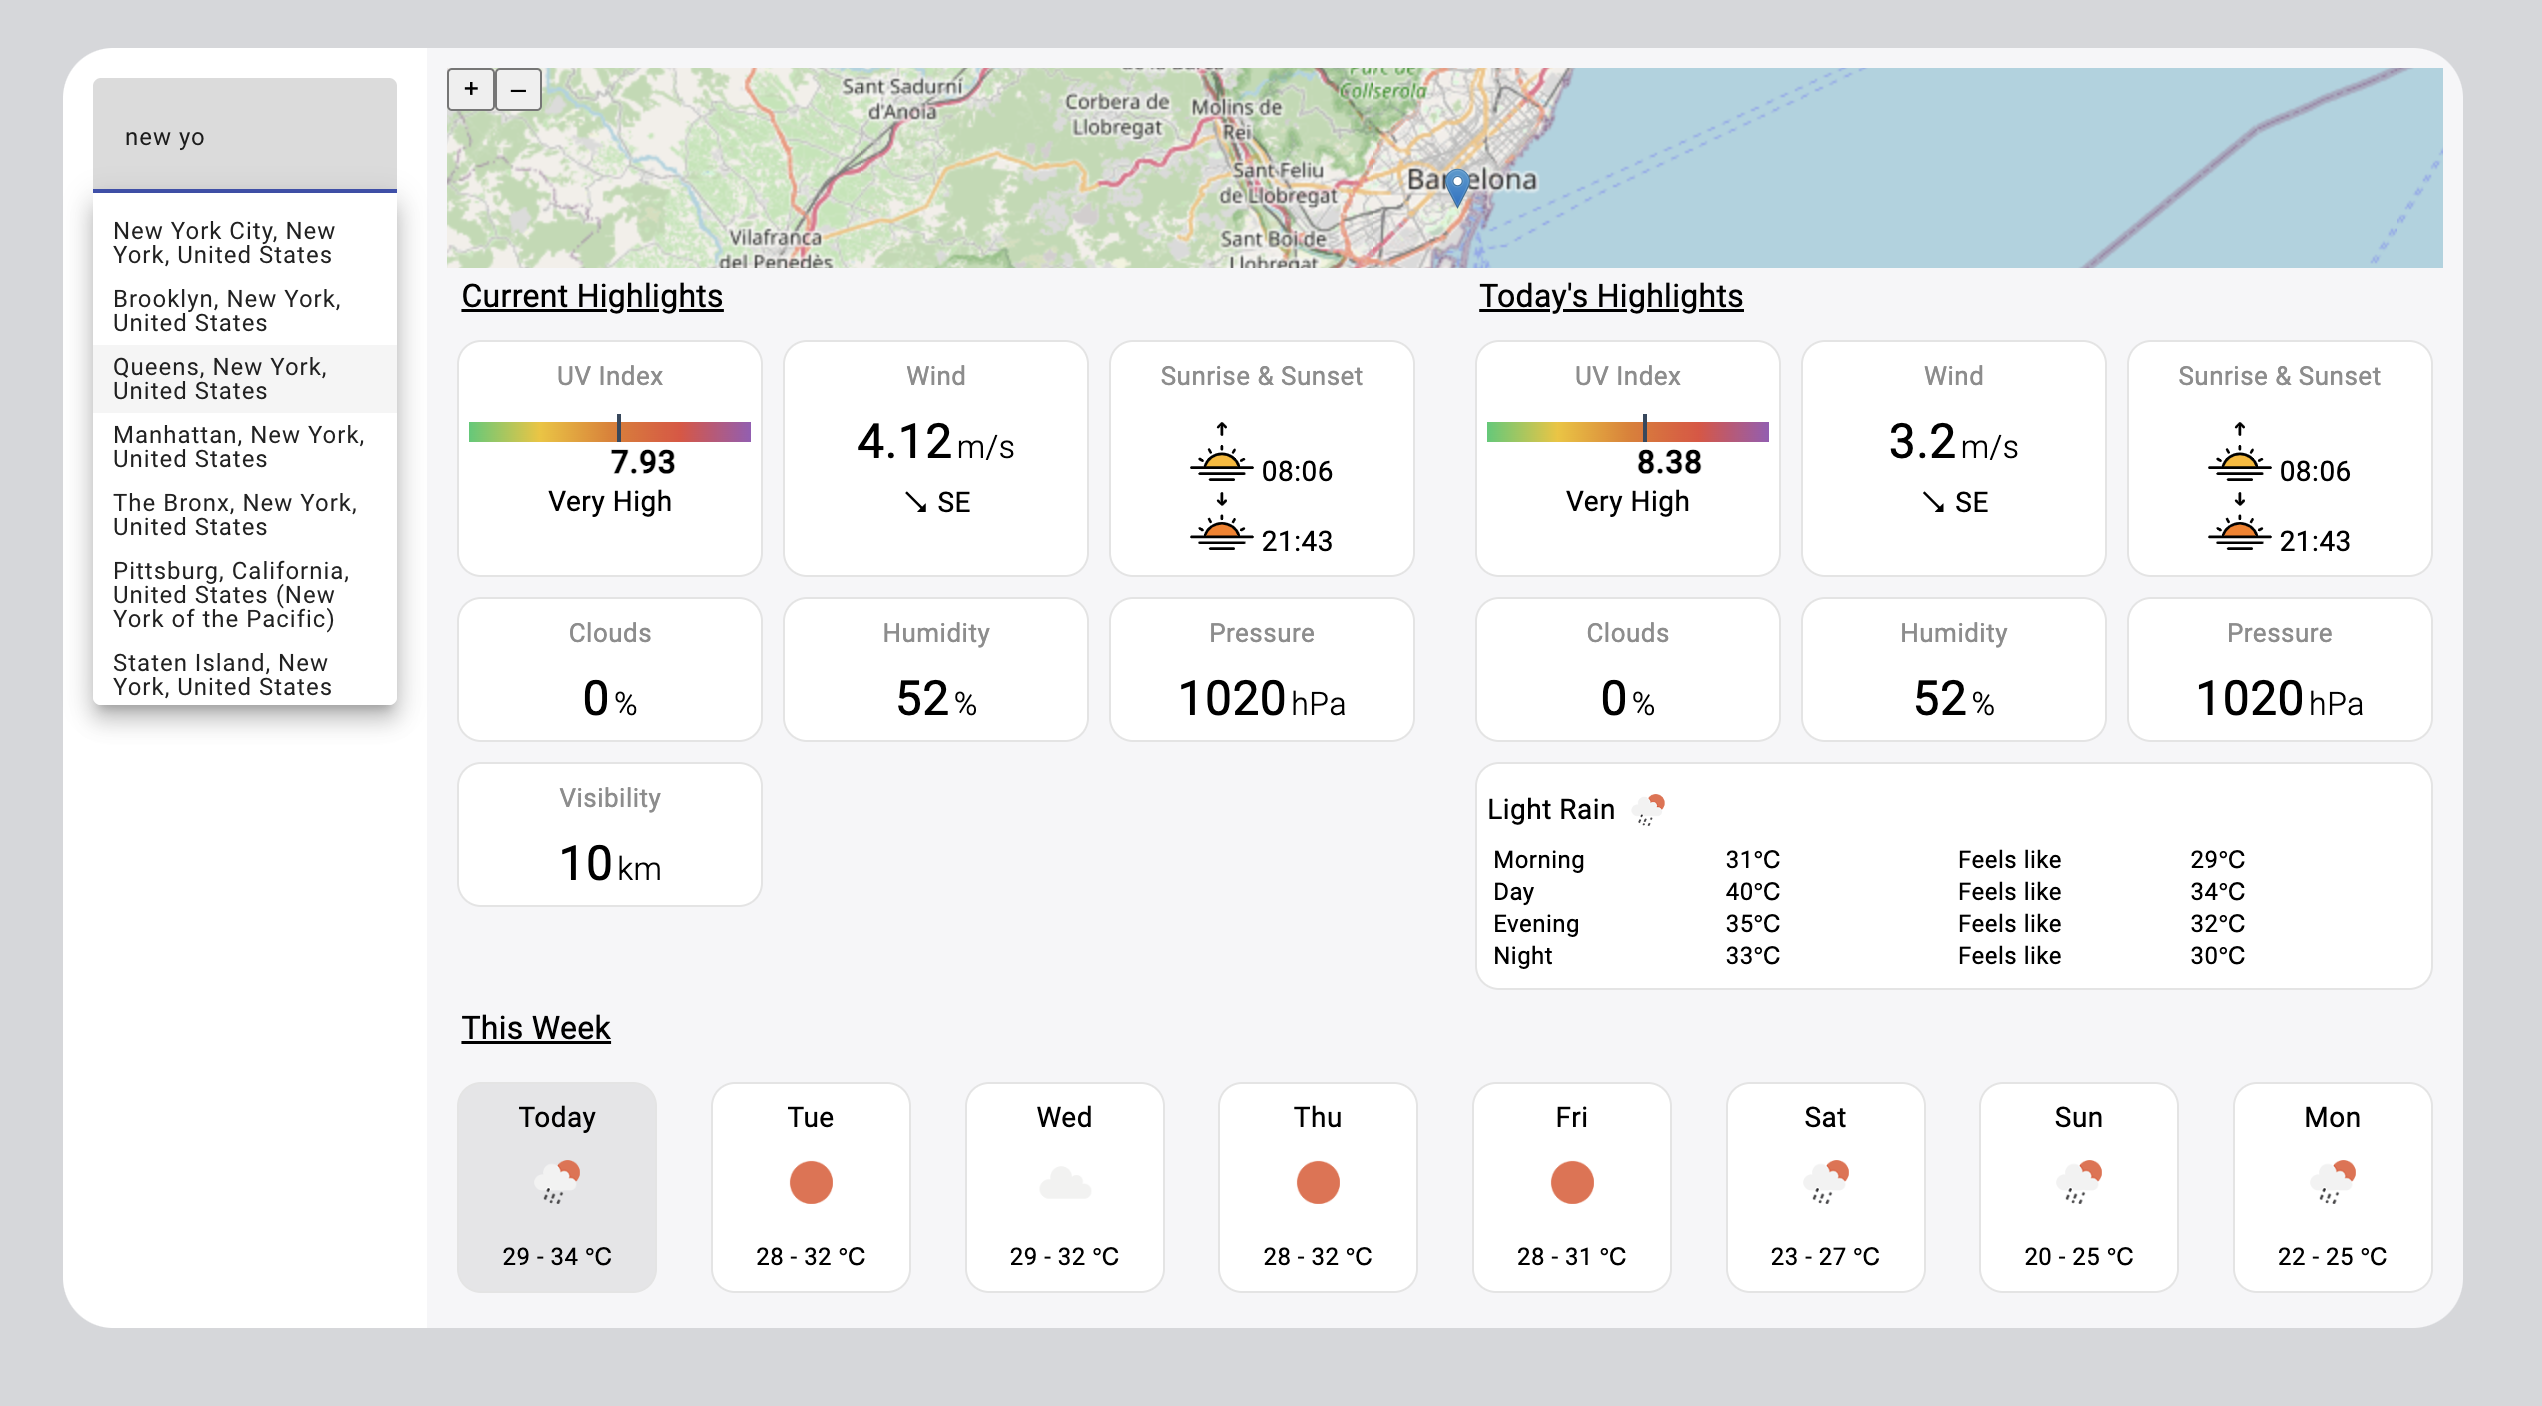 new yo
New York City, New
York, United States
Brooklyn, New York,
United States
Queens, New York,
United States
Manhattan, New York,
United States
The Bronx, New York,
United States
Pittsburg, California,
United States (New
York of the Pacific)
Staten Island, New
York, United States
+
–
Sant Sadurní
d'Anoia
Corbera de
Llobregat
Molins de
Rei
Parc de
Collserola
Sant Feliu
de Llobregat
Barcelona
Vilafranca
del Penedès
Sant Boi de
Llobregat
Current Highlights
UV Index
7.93
Very High
Wind
4.12 m/s
↘ SE
Sunrise & Sunset
08:06
21:43
Clouds
0 %
Humidity
52 %
Pressure
1020 hPa
Visibility
10 km
Today's Highlights
UV Index
8.38
Very High
Wind
3.2 m/s
↘ SE
Sunrise & Sunset
08:06
21:43
Clouds
0 %
Humidity
52 %
Pressure
1020 hPa
Light Rain
Morning 31°C Feels like 29°C
Day 40°C Feels like 34°C
Evening 35°C Feels like 32°C
Night 33°C Feels like 30°C
This Week
Today
29 - 34 °C
Tue
28 - 32 °C
Wed
29 - 32 °C
Thu
28 - 32 °C
Fri
28 - 31 °C
Sat
23 - 27 °C
Sun
20 - 25 °C
Mon
22 - 25 °C